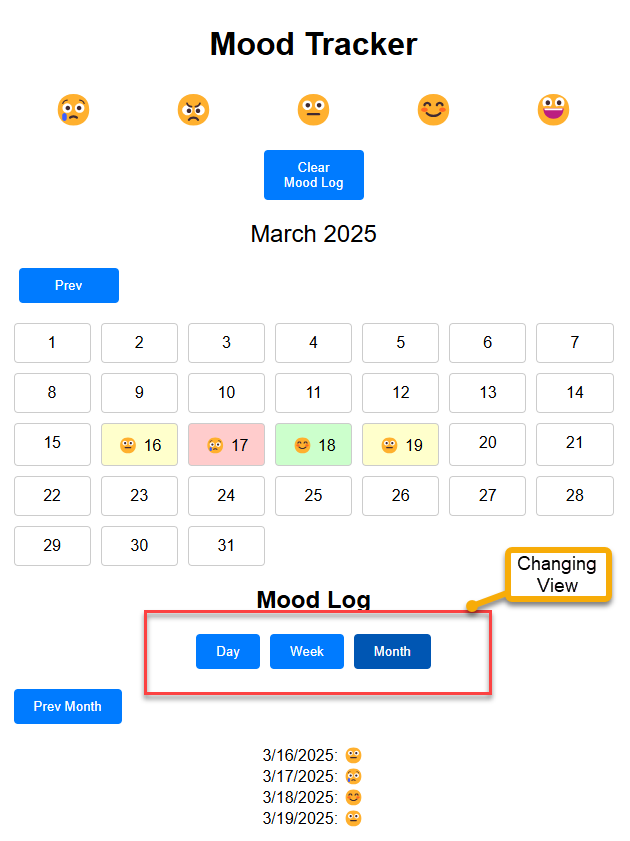 Mood Tracker
😢 😠 😐 😊 😃
Clear
Mood Log
March 2025
Prev
1 2 3 4 5 6 7
8 9 10 11 12 13 14
15 😐 16 😢 17 😊 18 😐 19 20 21
22 23 24 25 26 27 28
29 30 31
Changing
View
Mood Log
Day Week Month
Prev Month
3/16/2025: 😐
3/17/2025: 😢
3/18/2025: 😊
3/19/2025: 😐